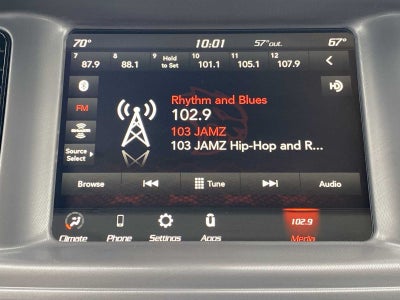 70° 10:01 57° out. 67°
7 87.9 8 88.1 9 Hold to Set 10 101.1 11 105.1 12 107.9
Rhythm and Blues
FM 102.9
103 JAMZ
Source Select 103 JAMZ Hip-Hop and R...
Browse Tune Audio
Climate Phone Settings Apps 102.9 Media